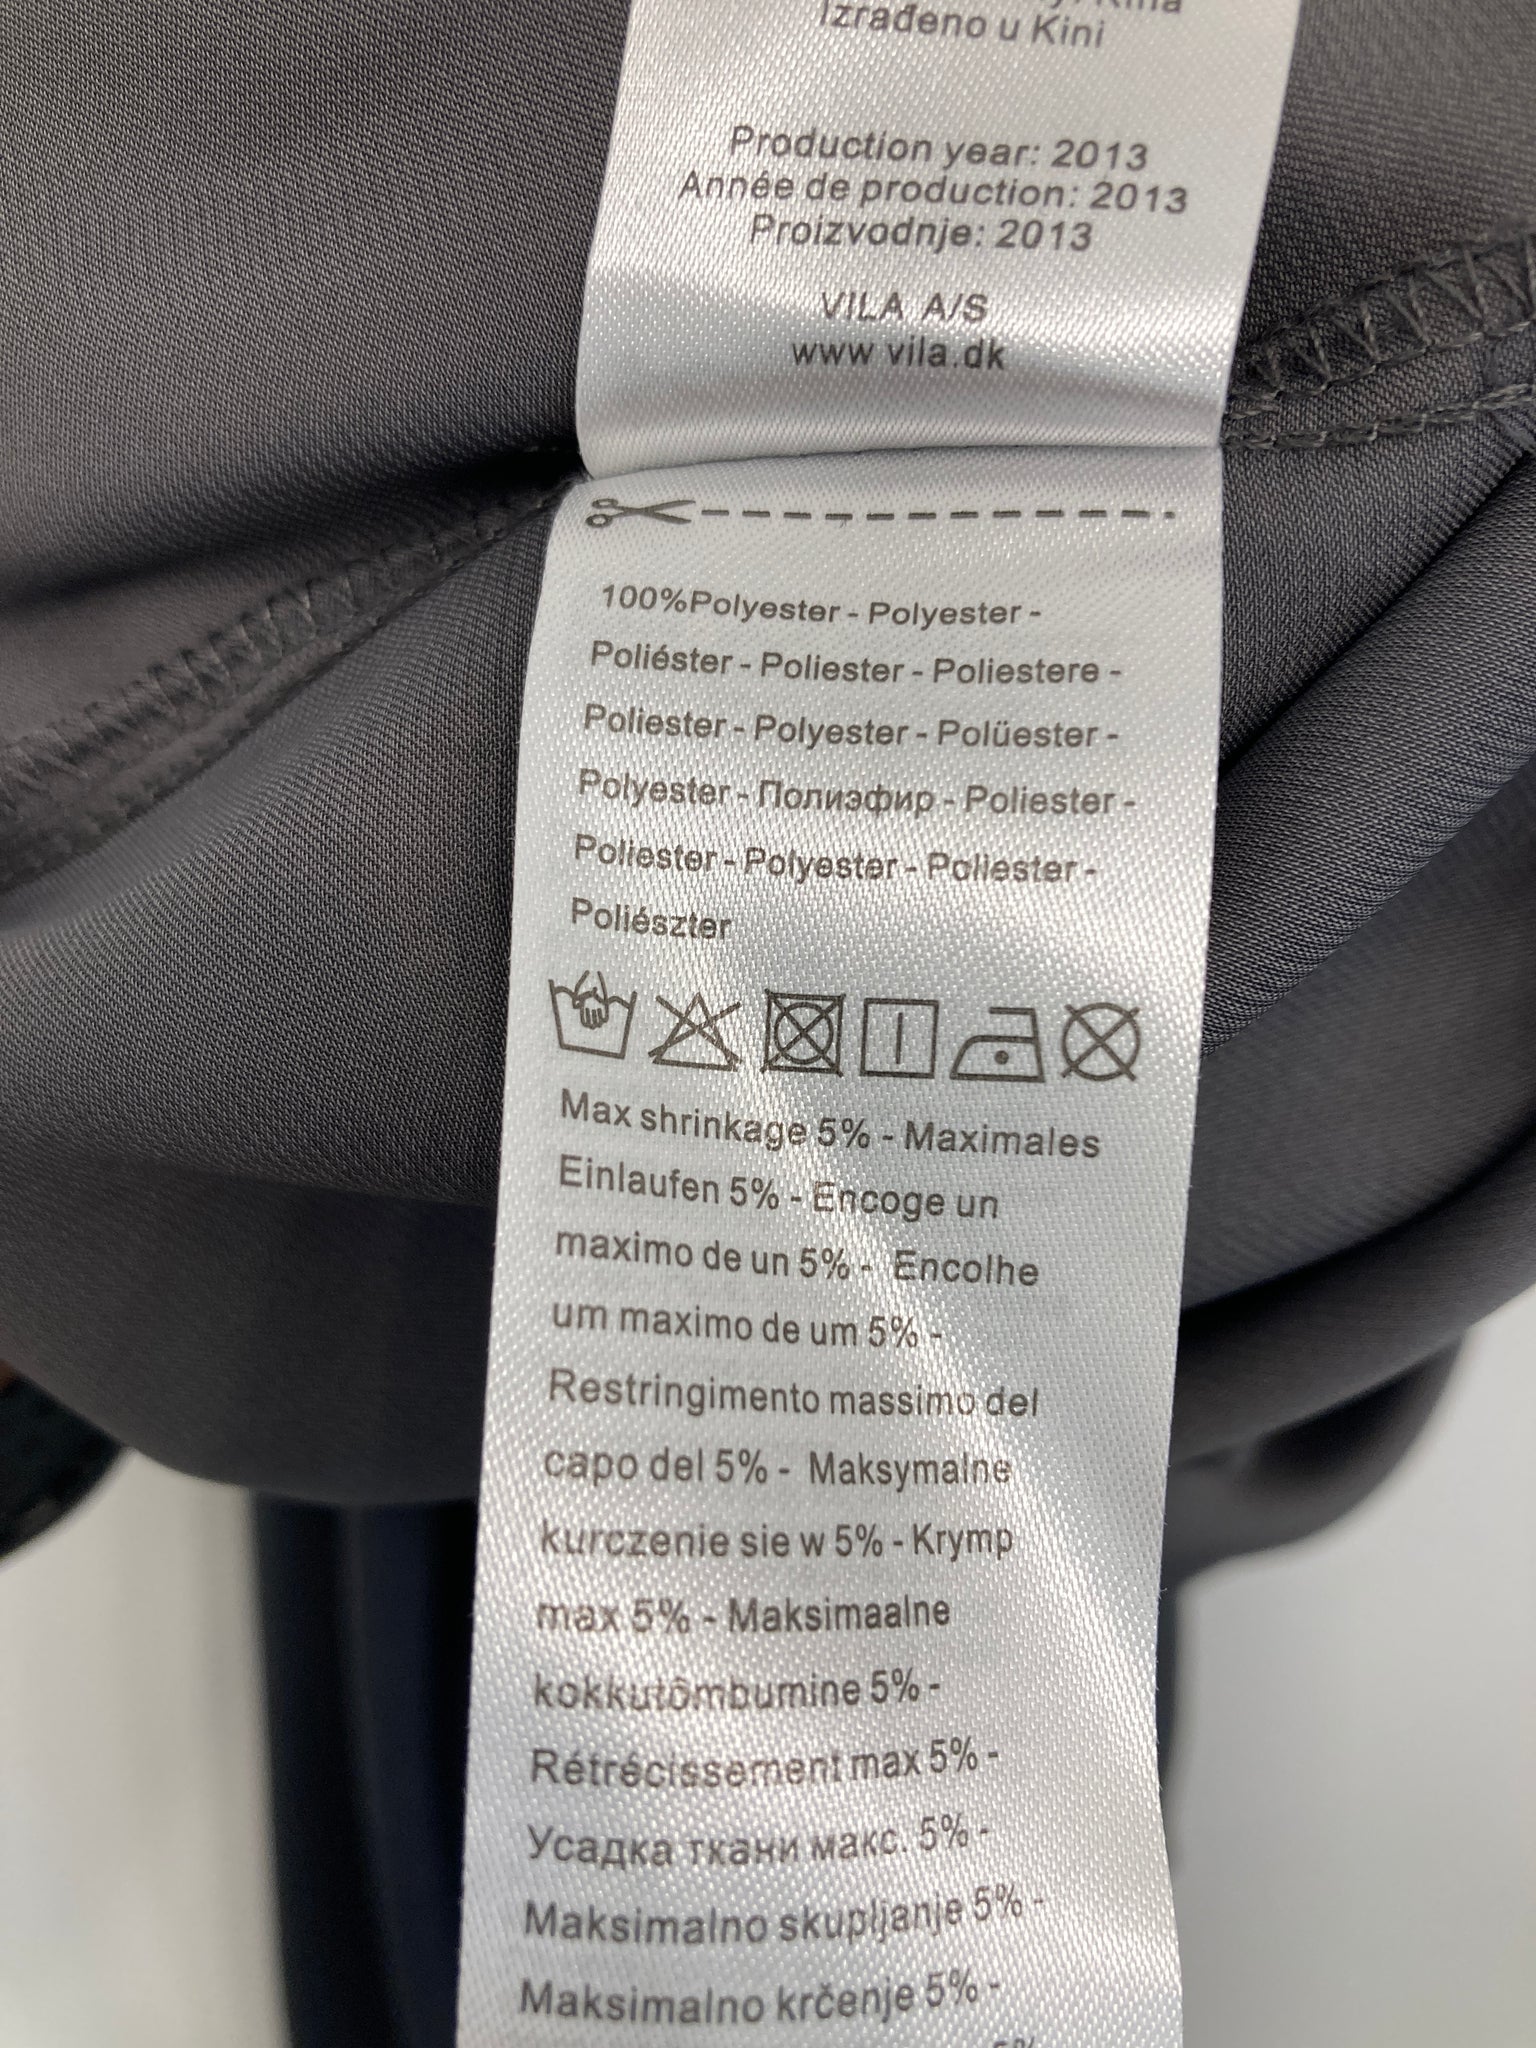 Izrađeno u Kini
Production year: 2013
Année de production: 2013
Proizvodnje: 2013
VILA A/S
www vila.dk
100%Polyester - Polyester -
Poliéster - Poliester - Poliestere -
Poliester - Polyester - Polüester -
Polyester - Полиэфир - Poliester -
Poliester - Polyester - Poliester -
Poliészter
Max shrinkage 5% - Maximales
Einlaufen 5% - Encoge un
maximo de un 5% - Encolhe
um maximo de um 5% -
Restringimento massimo del
capo del 5% - Maksymalne
kurczenie sie w 5% - Krymp
max 5% - Maksimaalne
kokkutõmbumine 5% -
Rétrécissement max 5% -
Усадка ткани макс. 5% -
Maksimalno skupljanje 5% -
Maksimalno krčenje 5% -